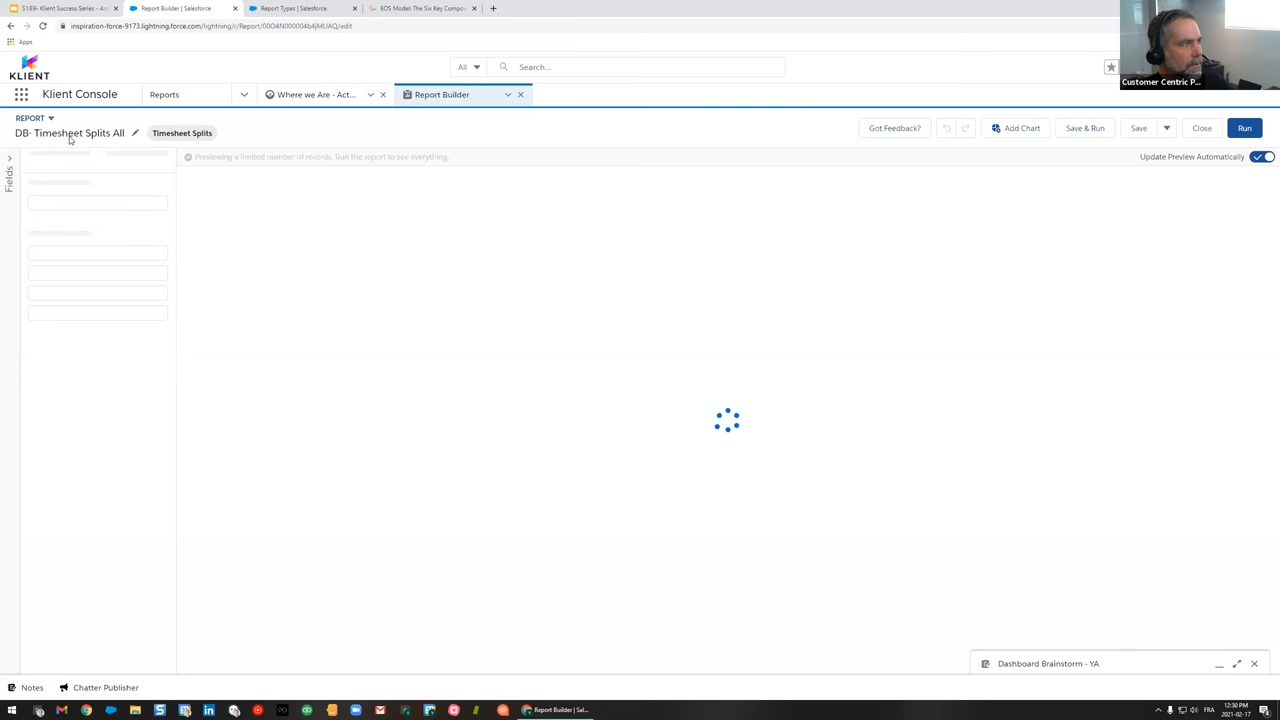 S1:E9- Klient Success Series - An
Report Builder | Salesforce
Report Types | Salesforce
EOS Model: The Six Key Compo
inspiration-force-9173.lightning.force.com/lightning/r/Report/00O4N000004b4jMUAQ/edit
Apps
KLIENT
All
Search...
Customer Centric P...
Klient Console
Reports
Where we Are - Act...
Report Builder
REPORT
DB- Timesheet Splits All
Timesheet Splits
Got Feedback?
Add Chart
Save & Run
Save
Close
Run
Fields
Previewing a limited number of records. Run the report to see everything.
Update Preview Automatically
Dashboard Brainstorm - YA
Notes
Chatter Publisher
Report Builder | Sal...
FR
12:30 PM
2021-02-17